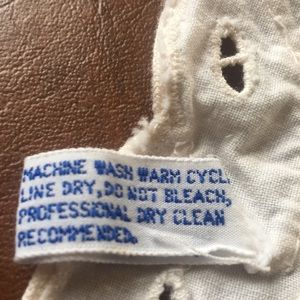 MACHINE WASH WARM CYCL.
LINE DRY, DO NOT BLEACH,
PROFESSIONAL DRY CLEAN
RECOMMENDED.